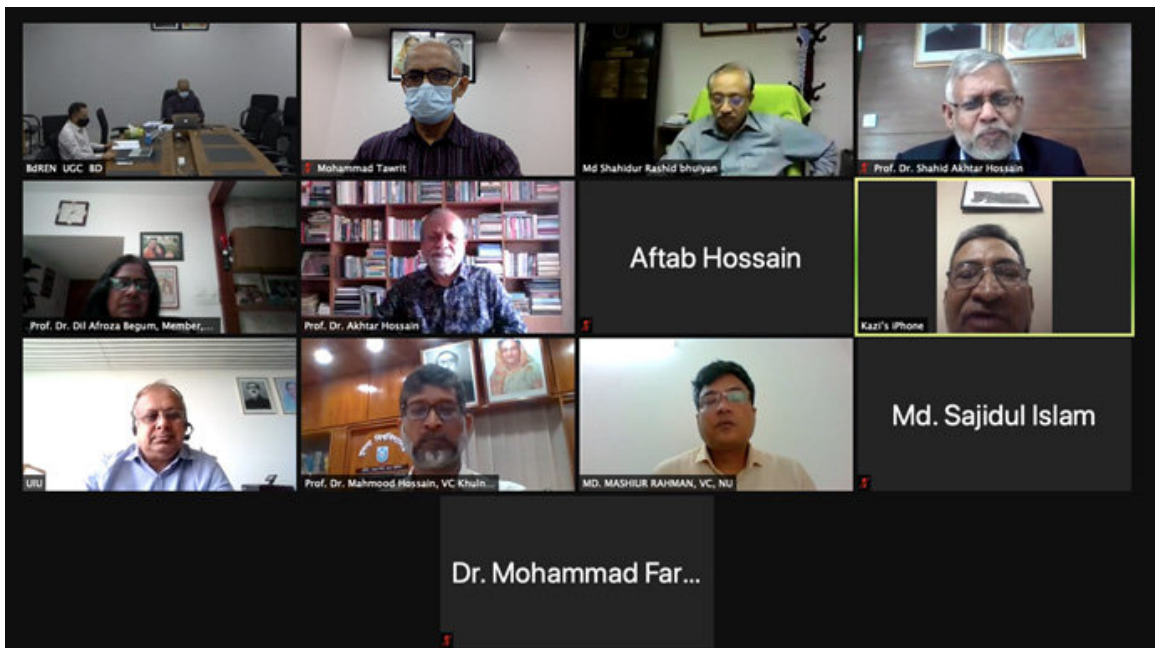 BdREN UGC BD
Mohammad Tawrit
Md Shahidur Rashid bhuiyan
Prof. Dr. Shahid Akhtar Hossain
Prof. Dr. Dil Afroza Begum, Member,...
Prof. Dr. Akhtar Hossain
Aftab Hossain
Kazi's iPhone
UIU
Prof. Dr. Mahmood Hossain, VC Khuln...
MD. MASHIUR RAHMAN, VC, NU
Md. Sajidul Islam
Dr. Mohammad Far...